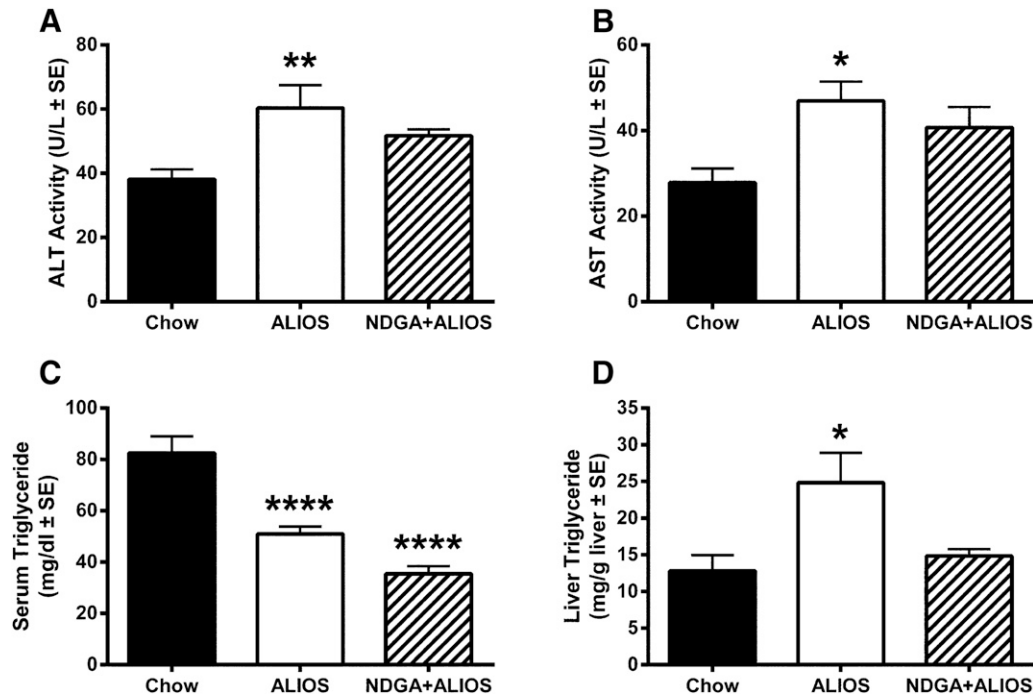 A
ALT Activity (U/L ± SE)
80
60
40
20
0
**
Chow
ALIOS
NDGA+ALIOS
B
AST Activity (U/L ± SE)
60
40
20
0
*
Chow
ALIOS
NDGA+ALIOS
C
Serum Triglyceride
(mg/dl ± SE)
100
80
60
40
20
0
****
****
Chow
ALIOS
NDGA+ALIOS
D
Liver Triglyceride
(mg/g liver ± SE)
35
30
25
20
15
10
5
0
*
Chow
ALIOS
NDGA+ALIOS